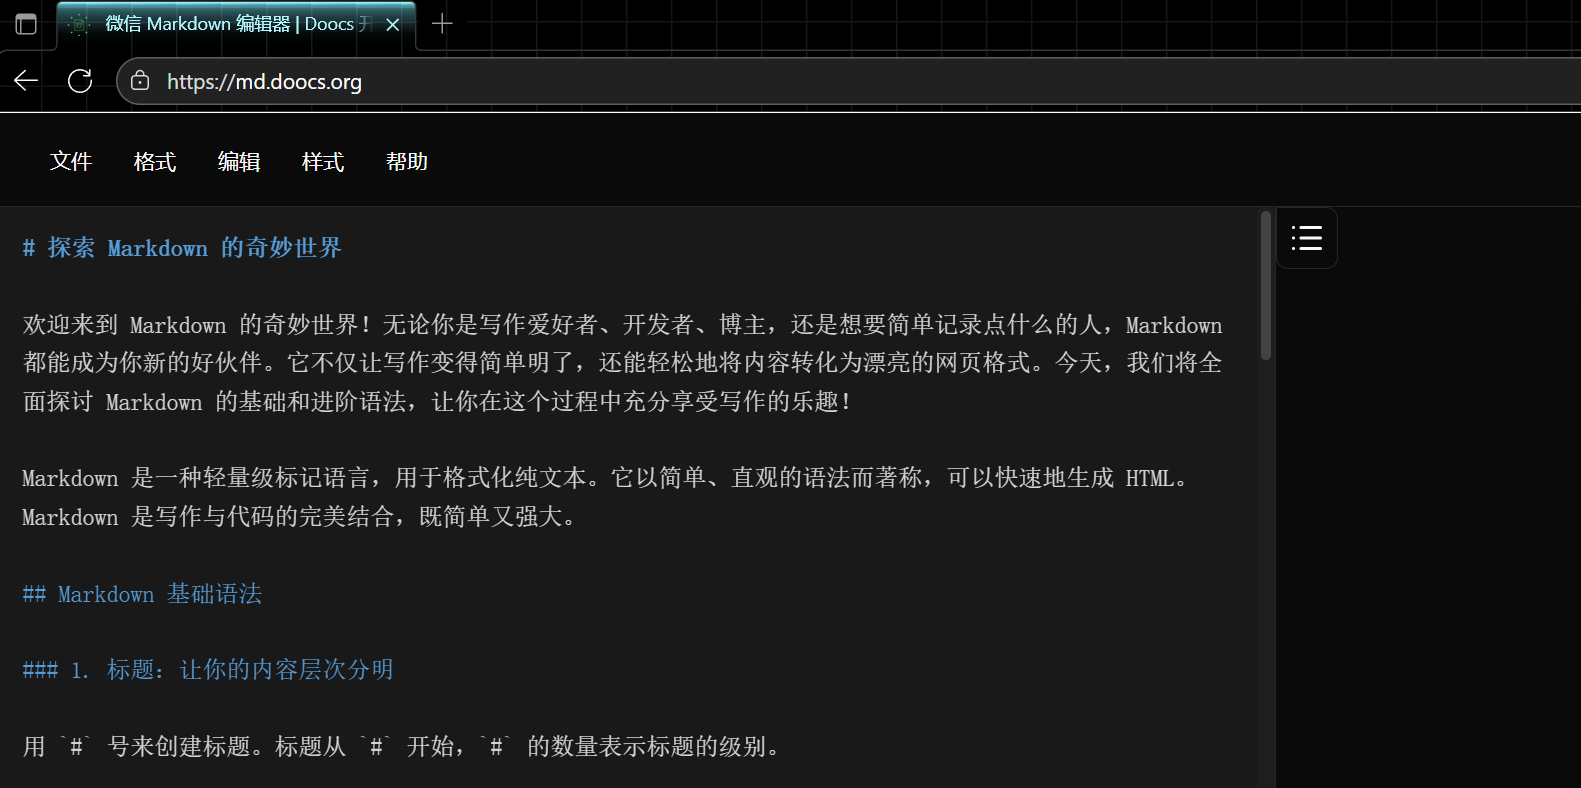 微信 Markdown 编辑器 | Doocs 开
https://md.doocs.org
文件 格式 编辑 样式 帮助
# 探索 Markdown 的奇妙世界
欢迎来到 Markdown 的奇妙世界！无论你是写作爱好者、开发者、博主，还是想要简单记录点什么的人，Markdown
都能成为你新的好伙伴。它不仅让写作变得简单明了，还能轻松地将内容转化为漂亮的网页格式。今天，我们将全
面探讨 Markdown 的基础和进阶语法，让你在这个过程中充分享受写作的乐趣！
Markdown 是一种轻量级标记语言，用于格式化纯文本。它以简单、直观的语法而著称，可以快速地生成 HTML。
Markdown 是写作与代码的完美结合，既简单又强大。
## Markdown 基础语法
### 1. 标题：让你的内容层次分明
用 `#` 号来创建标题。标题从 `#` 开始，`#` 的数量表示标题的级别。